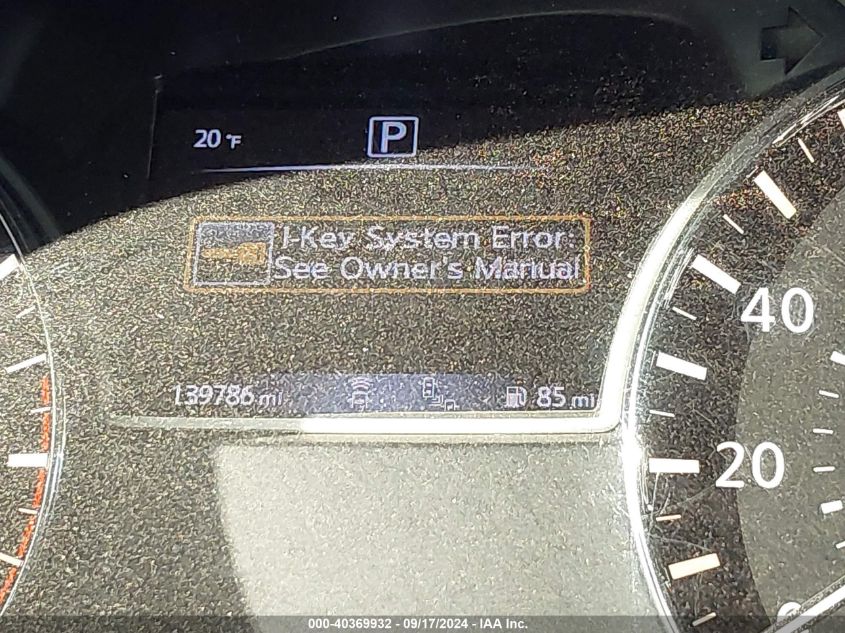 20 °F P
I-Key System Error:
See Owner's Manual
139786 mi 85 mi
40
20
000-40369932 - 09/17/2024 - IAA Inc.